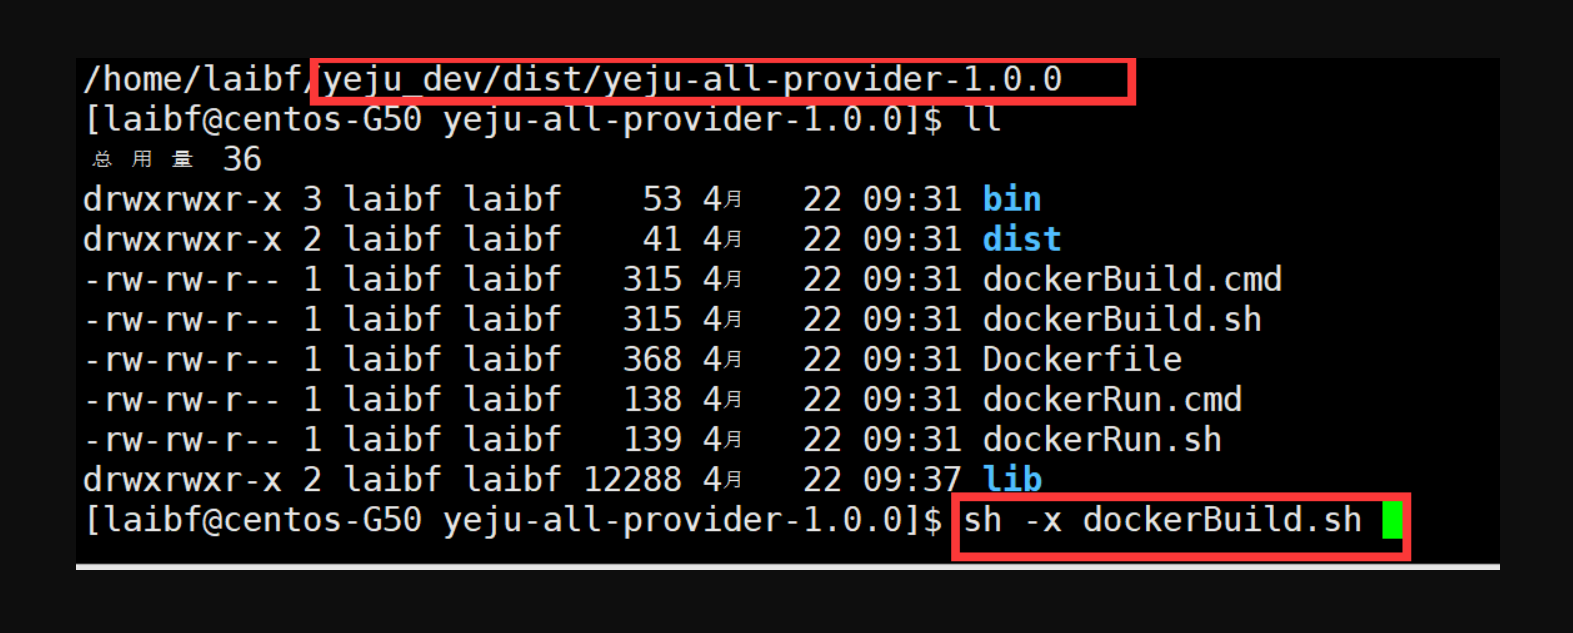 /home/laibf/yeju_dev/dist/yeju-all-provider-1.0.0
[laibf@centos-G50 yeju-all-provider-1.0.0]$ ll
总用量 36
drwxrwxr-x 3 laibf laibf    53 4月   22 09:31 bin
drwxrwxr-x 2 laibf laibf    41 4月   22 09:31 dist
-rw-rw-r-- 1 laibf laibf   315 4月   22 09:31 dockerBuild.cmd
-rw-rw-r-- 1 laibf laibf   315 4月   22 09:31 dockerBuild.sh
-rw-rw-r-- 1 laibf laibf   368 4月   22 09:31 Dockerfile
-rw-rw-r-- 1 laibf laibf   138 4月   22 09:31 dockerRun.cmd
-rw-rw-r-- 1 laibf laibf   139 4月   22 09:31 dockerRun.sh
drwxrwxr-x 2 laibf laibf 12288 4月   22 09:37 lib
[laibf@centos-G50 yeju-all-provider-1.0.0]$ sh -x dockerBuild.sh